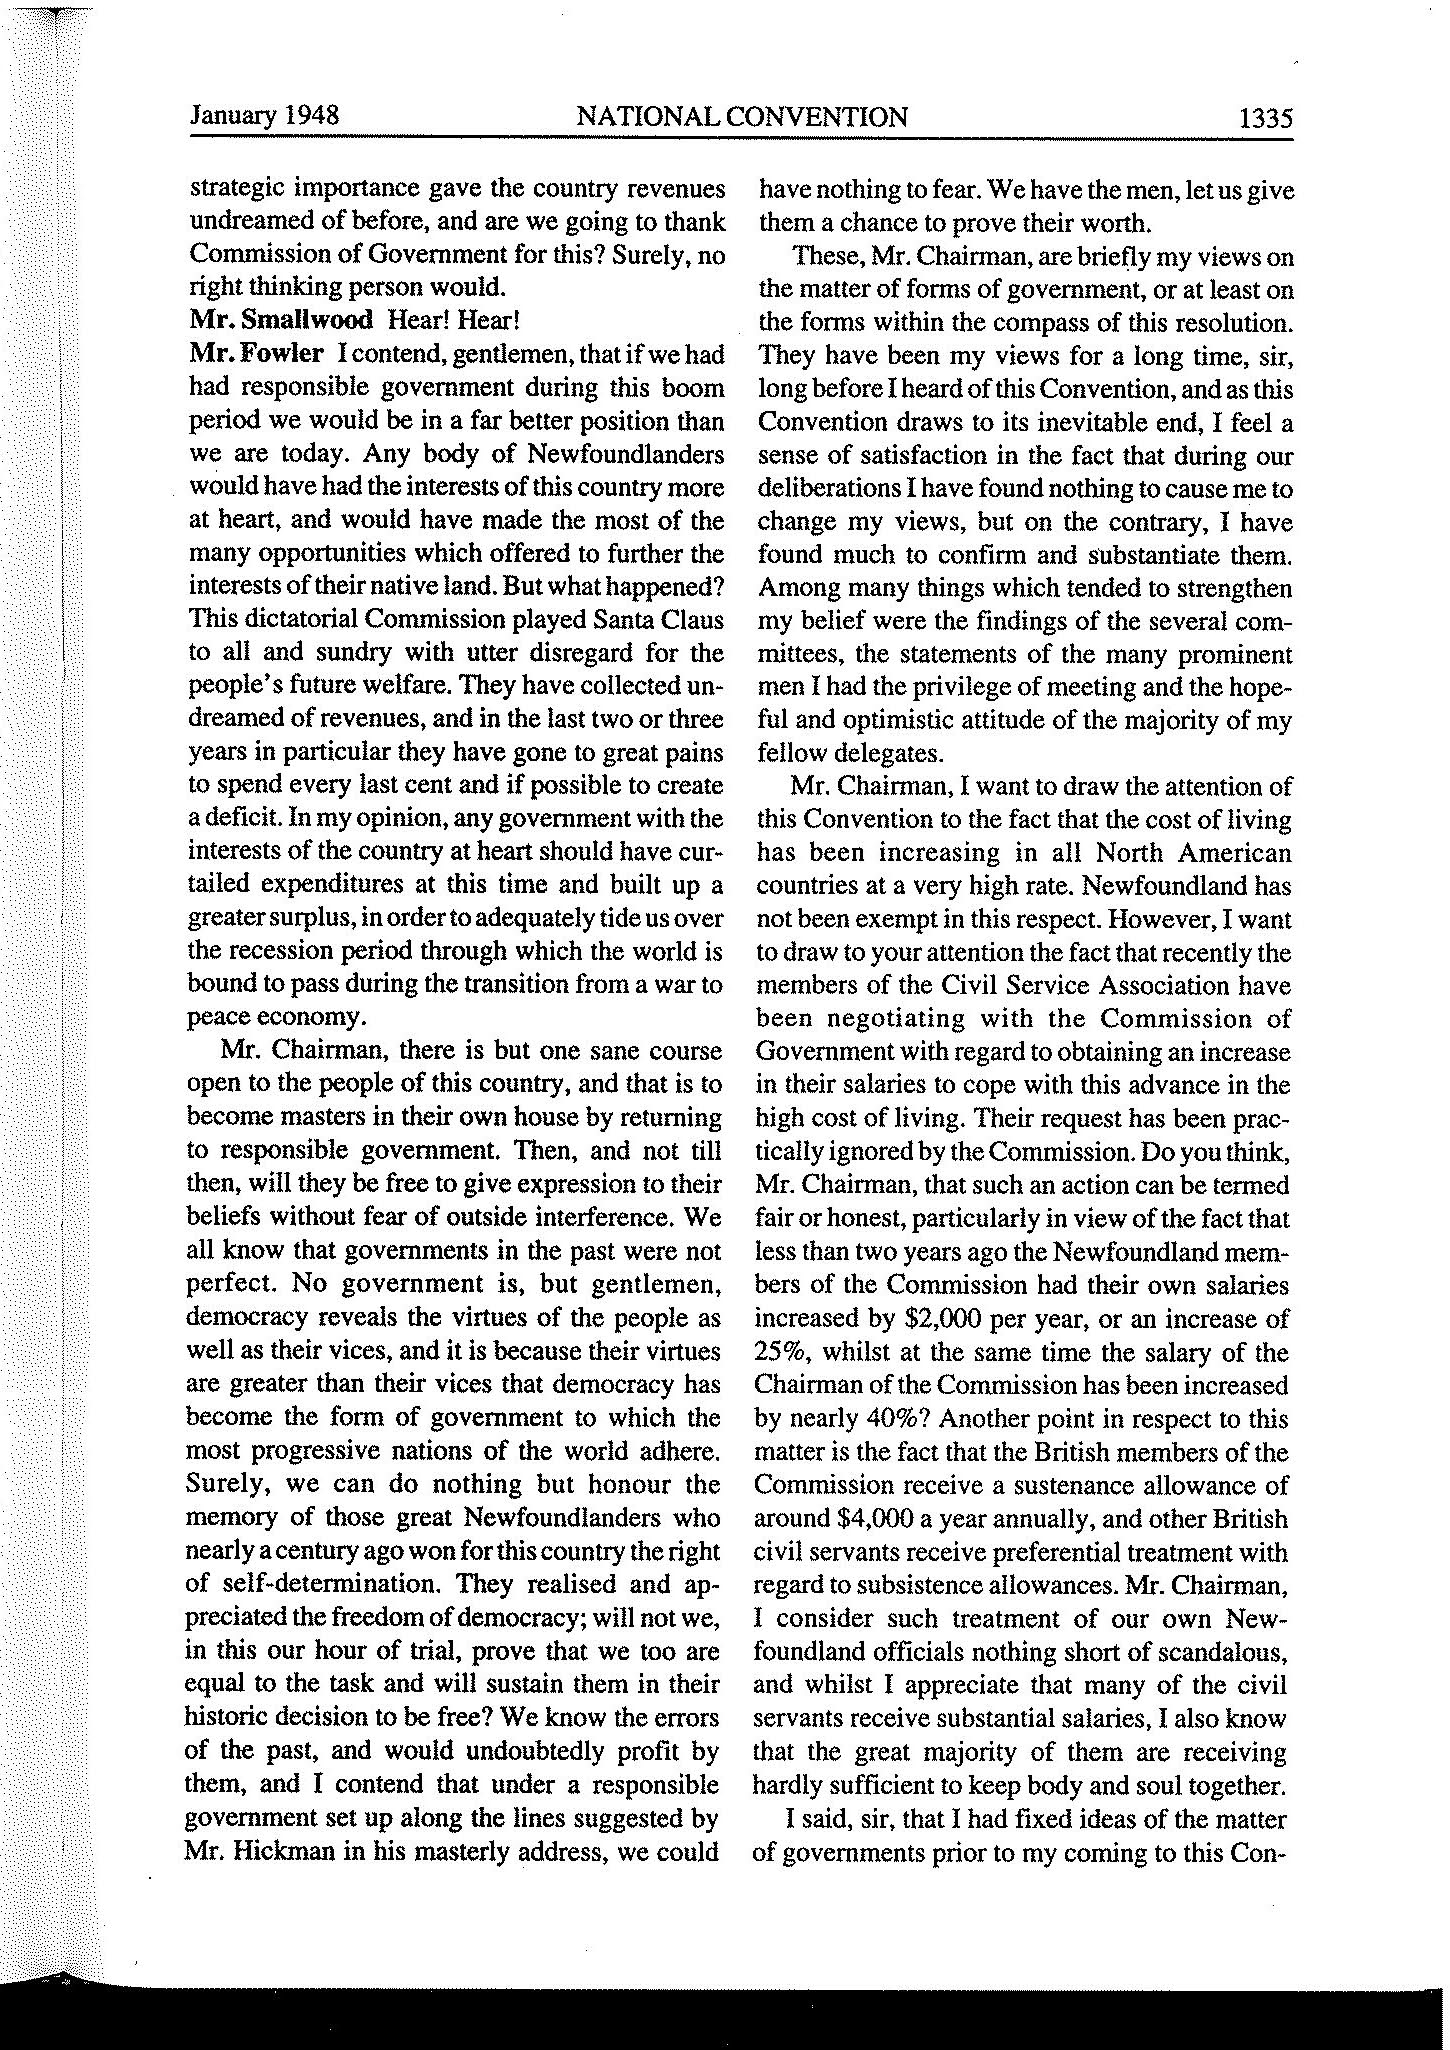 January 1948 NATIONAL CONVENTION 1335
strategic importance gave the country revenues
undreamed of before, and are we going to thank
Commission of Government for this? Surely, no
right thinking person would.
Mr. Smallwood Hear! Hear!
Mr. Fowler I contend, gentlemen, that if we had
had responsible government during this boom
period we would be in a far better position than
we are today. Any body of Newfoundlanders
would have had the interests of this country more
at heart, and would have made the most of the
many opportunities which offered to further the
interests of their native land. But what happened?
This dictatorial Commission played Santa Claus
to all and sundry with utter disregard for the
people's future welfare. They have collected un-
dreamed of revenues, and in the last two or three
years in particular they have gone to great pains
to spend every last cent and if possible to create
a deficit. In my opinion, any government with the
interests of the country at heart should have cur-
tailed expenditures at this time and built up a
greater surplus, in order to adequately tide us over
the recession period through which the world is
bound to pass during the transition from a war to
peace economy.
Mr. Chairman, there is but one sane course
open to the people of this country, and that is to
become masters in their own house by returning
to responsible government. Then, and not till
then, will they be free to give expression to their
beliefs without fear of outside interference. We
all know that governments in the past were not
perfect. No government is, but gentlemen,
democracy reveals the virtues of the people as
well as their vices, and it is because their virtues
are greater than their vices that democracy has
become the form of government to which the
most progressive nations of the world adhere.
Surely, we can do nothing but honour the
memory of those great Newfoundlanders who
nearly a century ago won for this country the right
of self-determination. They realised and ap-
preciated the freedom of democracy; will not we,
in this our hour of trial, prove that we too are
equal to the task and will sustain them in their
historic decision to be free? We know the errors
of the past, and would undoubtedly profit by
them, and I contend that under a responsible
government set up along the lines suggested by
Mr. Hickman in his masterly address, we could
have nothing to fear. We have the men, let us give
them a chance to prove their worth.
These, Mr. Chairman, are briefly my views on
the matter of forms of government, or at least on
the forms within the compass of this resolution.
They have been my views for a long time, sir,
long before I heard of this Convention, and as this
Convention draws to its inevitable end, I feel a
sense of satisfaction in the fact that during our
deliberations I have found nothing to cause me to
change my views, but on the contrary, I have
found much to confirm and substantiate them.
Among many things which tended to strengthen
my belief were the findings of the several com-
mittees, the statements of the many prominent
men I had the privilege of meeting and the hope-
ful and optimistic attitude of the majority of my
fellow delegates.
Mr. Chairman, I want to draw the attention of
this Convention to the fact that the cost of living
has been increasing in all North American
countries at a very high rate. Newfoundland has
not been exempt in this respect. However, I want
to draw to your attention the fact that recently the
members of the Civil Service Association have
been negotiating with the Commission of
Government with regard to obtaining an increase
in their salaries to cope with this advance in the
high cost of living. Their request has been prac-
tically ignored by the Commission. Do you think,
Mr. Chairman, that such an action can be termed
fair or honest, particularly in view of the fact that
less than two years ago the Newfoundland mem-
bers of the Commission had their own salaries
increased by $2,000 per year, or an increase of
25%, whilst at the same time the salary of the
Chairman of the Commission has been increased
by nearly 40%? Another point in respect to this
matter is the fact that the British members of the
Commission receive a sustenance allowance of
around $4,000 a year annually, and other British
civil servants receive preferential treatment with
regard to subsistence allowances. Mr. Chairman,
I consider such treatment of our own New-
foundland officials nothing short of scandalous,
and whilst I appreciate that many of the civil
servants receive substantial salaries, I also know
that the great majority of them are receiving
hardly sufficient to keep body and soul together.
I said, sir, that I had fixed ideas of the matter
of governments prior to my coming to this Con-